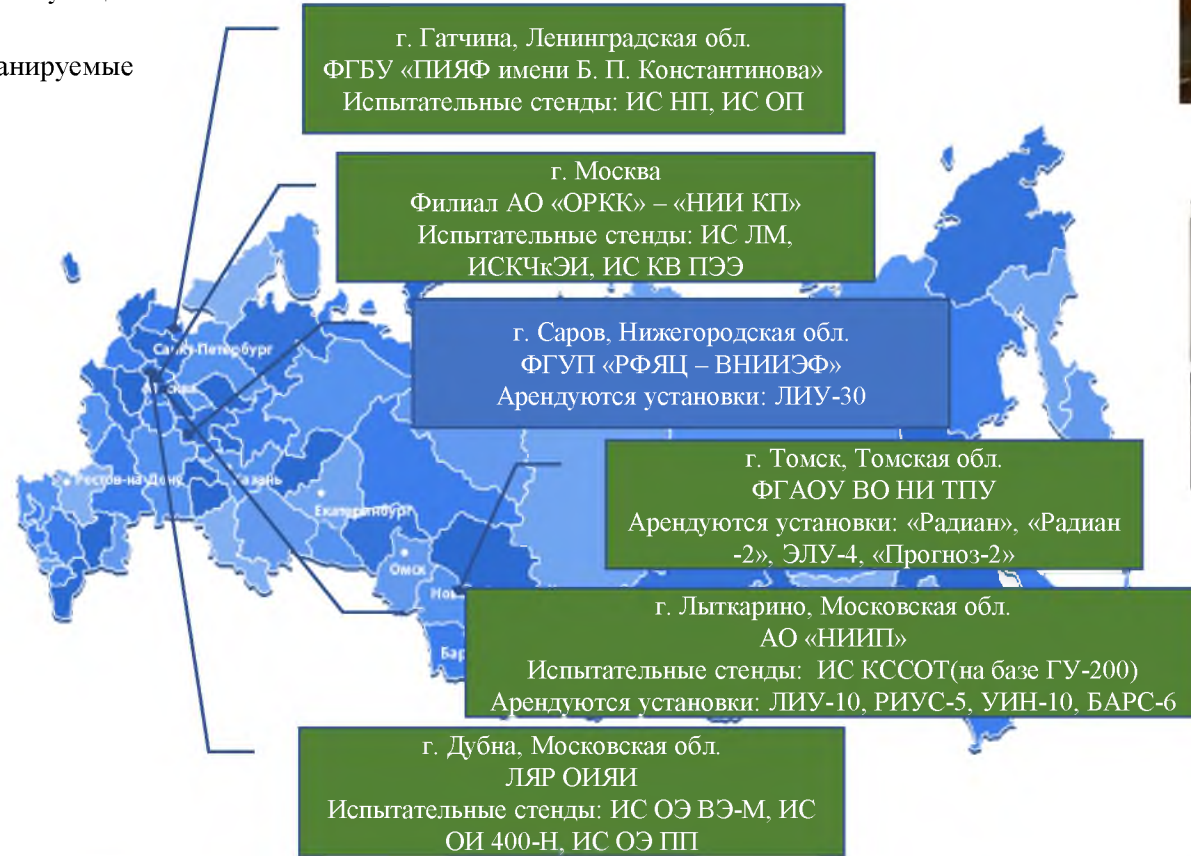 анируемые
г. Гатчина, Ленинградская обл.
ФГБУ «ПИЯФ имени Б. П. Константинова»
Испытательные стенды: ИС НП, ИС ОП
г. Москва
Филиал АО «ОРКК» – «НИИ КП»
Испытательные стенды: ИС ЛМ,
ИСКЧкЭИ, ИС КВ ПЭЭ
г. Саров, Нижегородская обл.
ФГУП «РФЯЦ – ВНИИЭФ»
Арендуются установки: ЛИУ-30
Санкт-Петербург
Ростов-на-Дону
Казань
Екатеринбург
Омск
Нов
Бар
г. Томск, Томская обл.
ФГАОУ ВО НИ ТПУ
Арендуются установки: «Радиан», «Радиан
-2», ЭЛУ-4, «Прогноз-2»
г. Лыткарино, Московская обл.
АО «НИИП»
Испытательные стенды: ИС КССОТ(на базе ГУ-200)
Арендуются установки: ЛИУ-10, РИУС-5, УИН-10, БАРС-6
г. Дубна, Московская обл.
ЛЯР ОИЯИ
Испытательные стенды: ИС ОЭ ВЭ-М, ИС
ОИ 400-Н, ИС ОЭ ПП